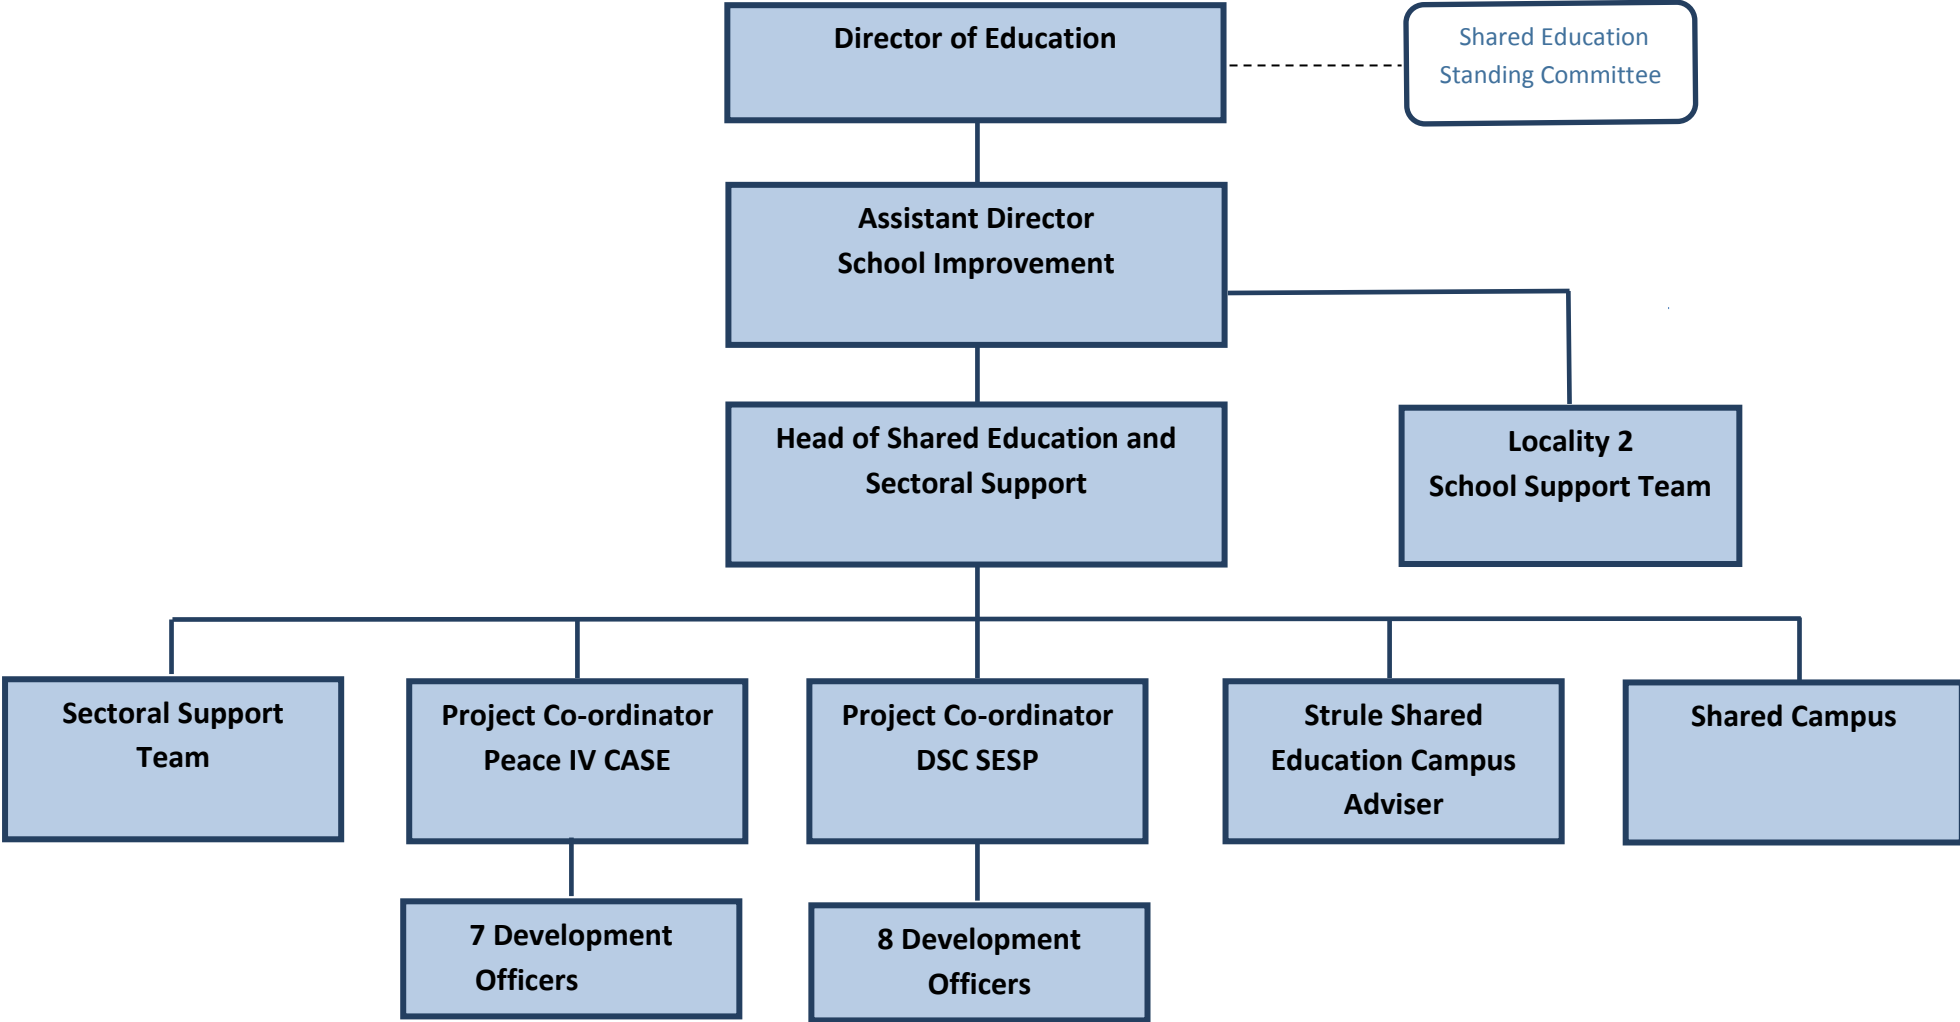 Director of Education
Shared Education
Standing Committee
Assistant Director
School Improvement
Head of Shared Education and
Sectoral Support
Locality 2
School Support Team
Sectoral Support
Team
Project Co-ordinator
Peace IV CASE
Project Co-ordinator
DSC SESP
Strule Shared
Education Campus
Adviser
Shared Campus
7 Development
Officers
8 Development
Officers